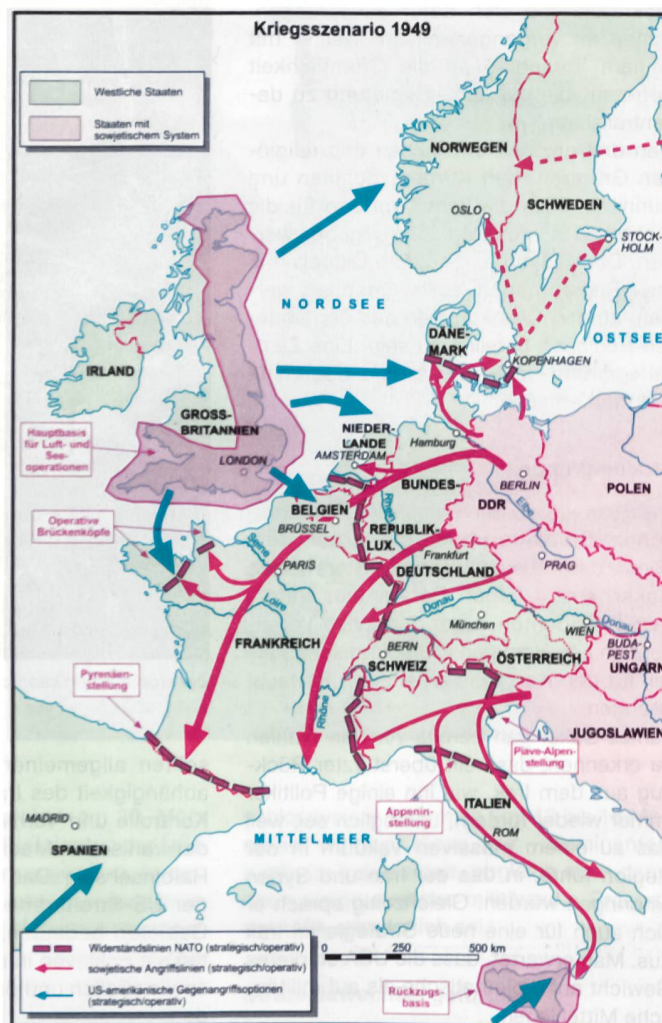 Kriegsszenario 1949
Westliche Staaten
Staaten mit
sowjetischem System
NORWEGEN
OSLO
SCHWEDEN
STOCK-
HOLM
NORDSEE
OSTSEE
DÄNE-
MARK
KOPENHAGEN
IRLAND
GROSS-
BRITANNIEN
Hauptbasis
für Luft- und
See-
operationen
LONDON
NIEDER-
LANDE
AMSTERDAM
Hamburg
BUNDES-
BERLIN
POLEN
DDR
Elbe
Operative
Brückenköpfe
BELGIEN
BRÜSSEL
Rhein
REPUBLIK
LUX.
Frankfurt
DEUTSCHLAND
PRAG
Seine
PARIS
Loire
Donau
München
WIEN
Donau
BUDA-
PEST
FRANKREICH
BERN
SCHWEIZ
ÖSTERREICH
UNGARN
Pyrenäen-
stellung
Rhône
JUGOSLAWIEN
Piave-Alpen-
stellung
ITALIEN
Appenin-
stellung
ROM
MADRID
SPANIEN
MITTELMEER
Widerstandslinien NATO (strategisch/operativ)
sowjetische Angriffslinien (strategisch/operativ)
US-amerikanische Gegenangriffsoptionen
(strategisch/operativ)
0 250 500 km
Rückzugs-
basis